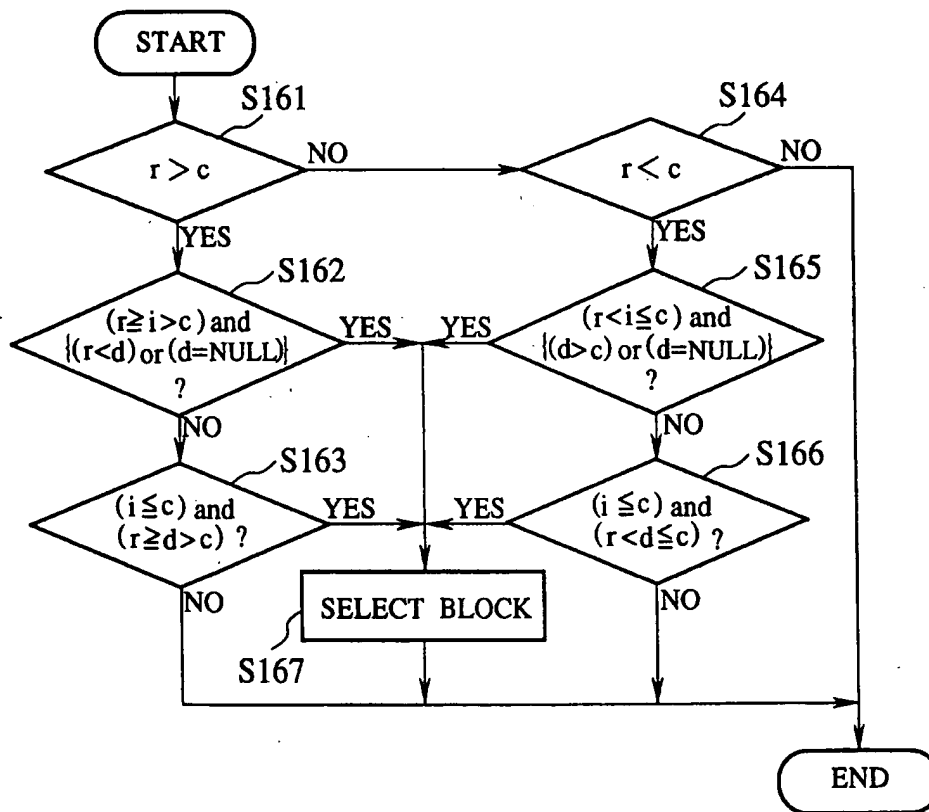 START
S161
r > c
NO
YES
S164
r < c
NO
YES
S162
(r≧i>c) and
{(r<d) or (d=NULL)}
?
YES
NO
S165
(r<i≦c) and
{(d>c) or (d=NULL)}
?
YES
NO
S163
(i≦c) and
(r≧d>c) ?
YES
NO
S166
(i≦c) and
(r<d≦c) ?
YES
NO
SELECT BLOCK
S167
END